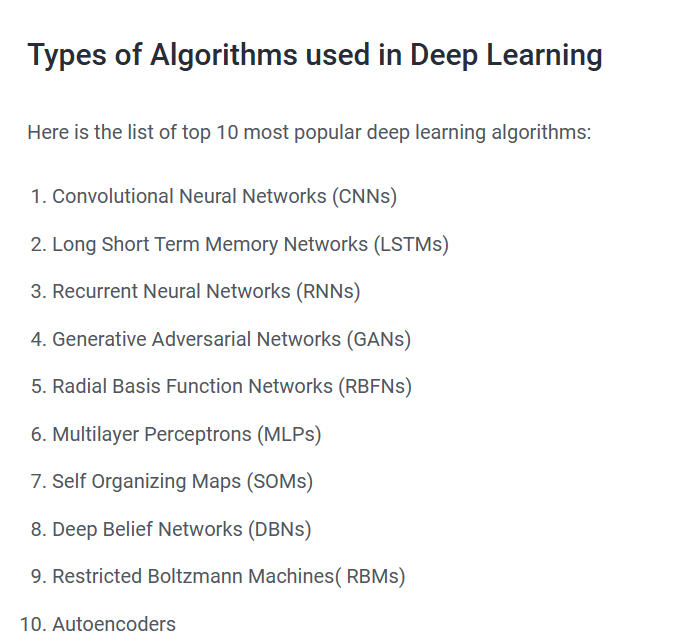 Types of Algorithms used in Deep Learning
Here is the list of top 10 most popular deep learning algorithms:
1. Convolutional Neural Networks (CNNs)
2. Long Short Term Memory Networks (LSTMs)
3. Recurrent Neural Networks (RNNs)
4. Generative Adversarial Networks (GANs)
5. Radial Basis Function Networks (RBFNs)
6. Multilayer Perceptrons (MLPs)
7. Self Organizing Maps (SOMs)
8. Deep Belief Networks (DBNs)
9. Restricted Boltzmann Machines( RBMs)
10. Autoencoders